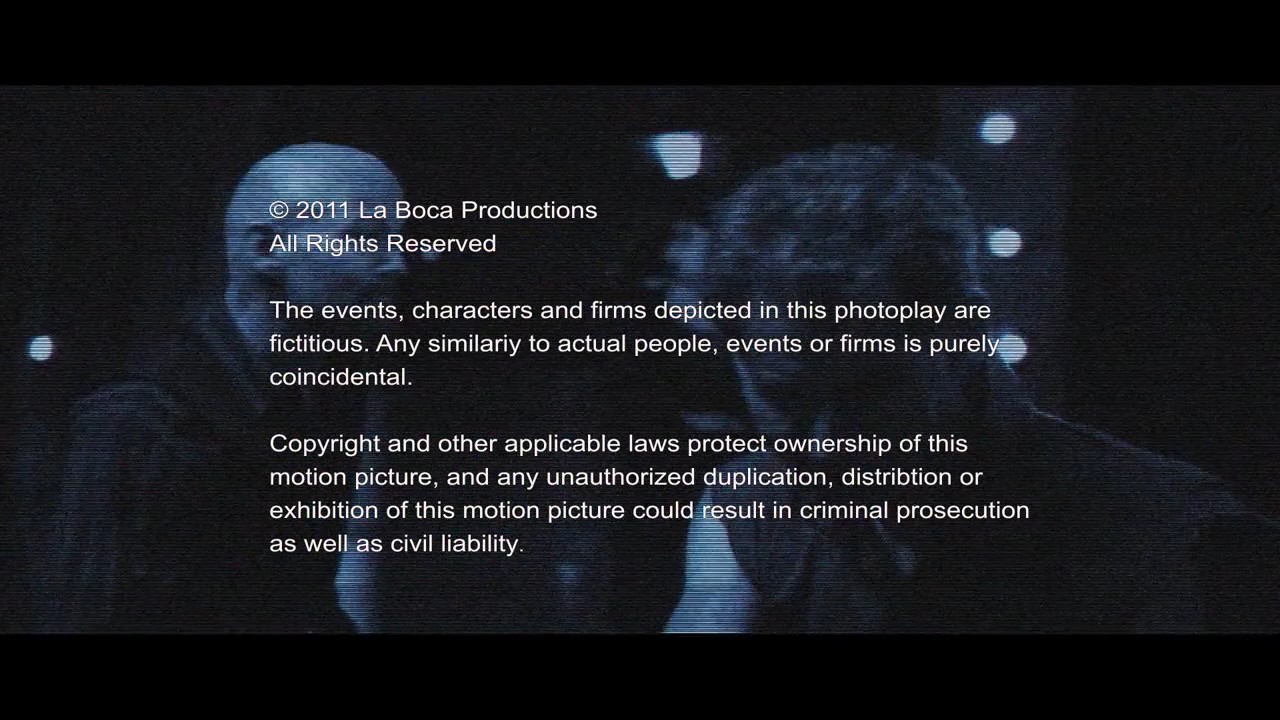 © 2011 La Boca Productions
All Rights Reserved
The events, characters and firms depicted in this photoplay are
fictitious. Any similariy to actual people, events or firms is purely
coincidental.
Copyright and other applicable laws protect ownership of this
motion picture, and any unauthorized duplication, distribtion or
exhibition of this motion picture could result in criminal prosecution
as well as civil liability.